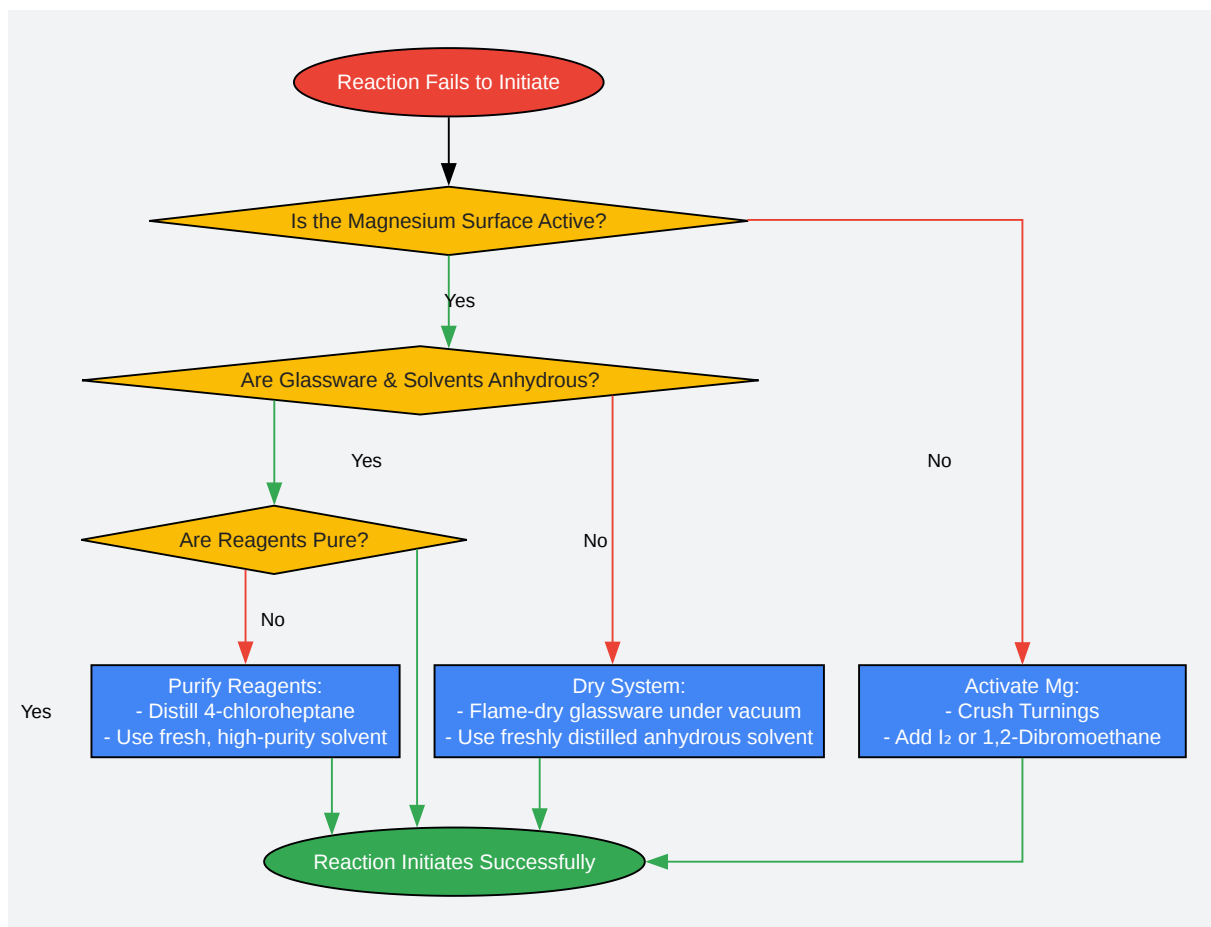 Reaction Fails to Initiate
Is the Magnesium Surface Active?
Yes
Are Glassware & Solvents Anhydrous?
Yes
No
Are Reagents Pure?
No
No
Purify Reagents:
- Distill 4-chloroheptane
- Use fresh, high-purity solvent
Dry System:
- Flame-dry glassware under vacuum
- Use freshly distilled anhydrous solvent
Activate Mg:
- Crush Turnings
- Add I₂ or 1,2-Dibromoethane
Yes
Reaction Initiates Successfully